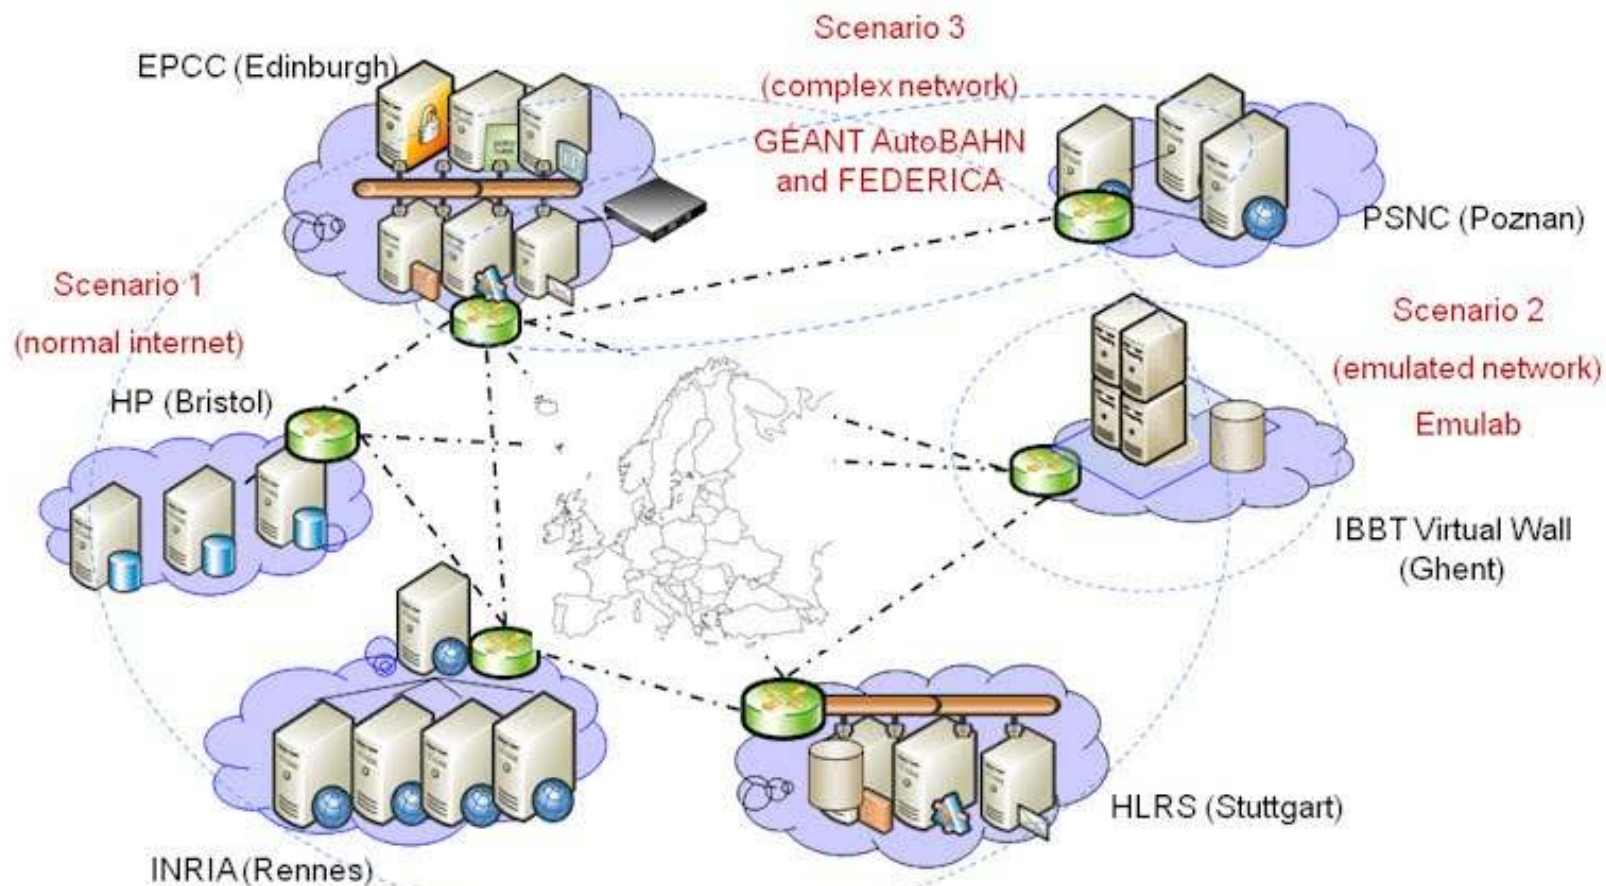 Scenario 3
(complex network)
GÉANT AutoBAHN
and FEDERICA
EPCC (Edinburgh)
PSNC (Poznan)
Scenario 1
(normal internet)
Scenario 2
(emulated network)
Emulab
HP (Bristol)
IBBT Virtual Wall
(Ghent)
HLRS (Stuttgart)
INRIA (Rennes)